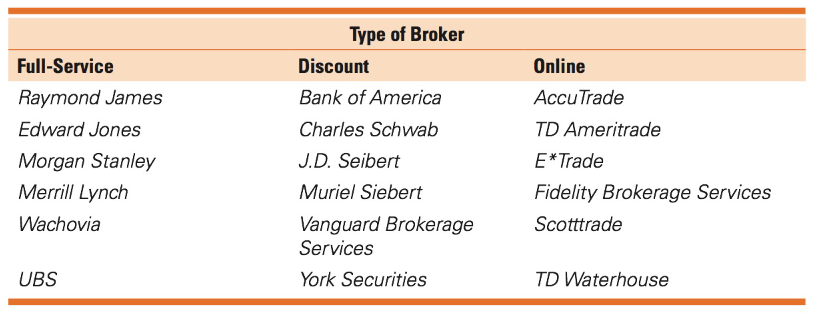 Type of Broker
Full-Service Discount Online
Raymond James Bank of America AccuTrade
Edward Jones Charles Schwab TD Ameritrade
Morgan Stanley J.D. Seibert E*Trade
Merrill Lynch Muriel Siebert Fidelity Brokerage Services
Wachovia Vanguard Brokerage Scotttrade
Services
UBS York Securities TD Waterhouse